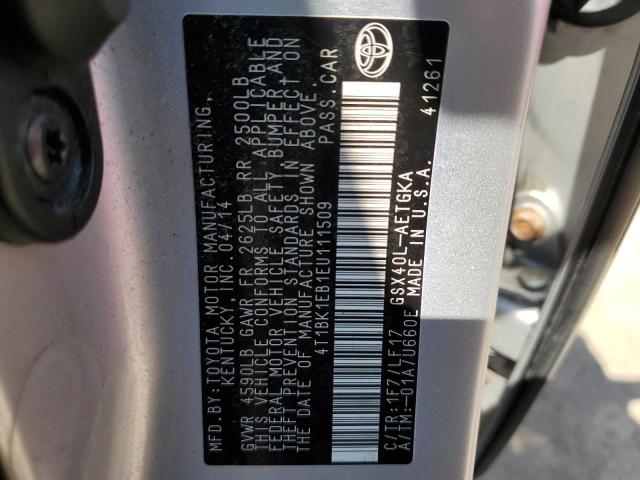 MFD. BY: TOYOTA MOTOR MANUFACTURING,
KENTUCKY, INC. 04/14
GVWR 4590LB GAWR FR 2625LB RR 2500LB
THIS VEHICLE CONFORMS TO ALL APPLICABLE
FEDERAL MOTOR VEHICLE SAFETY BUMPER AND
THEFT PREVENTION STANDARDS IN EFFECT ON
THE DATE OF MANUFACTURE SHOWN ABOVE.
4T1BK1EB1EU111509 PASS. CAR
C/TR: 1F7/LF17 GSX40L-AETGKA 41261
A/TM: -01A/U660E MADE IN U.S.A.